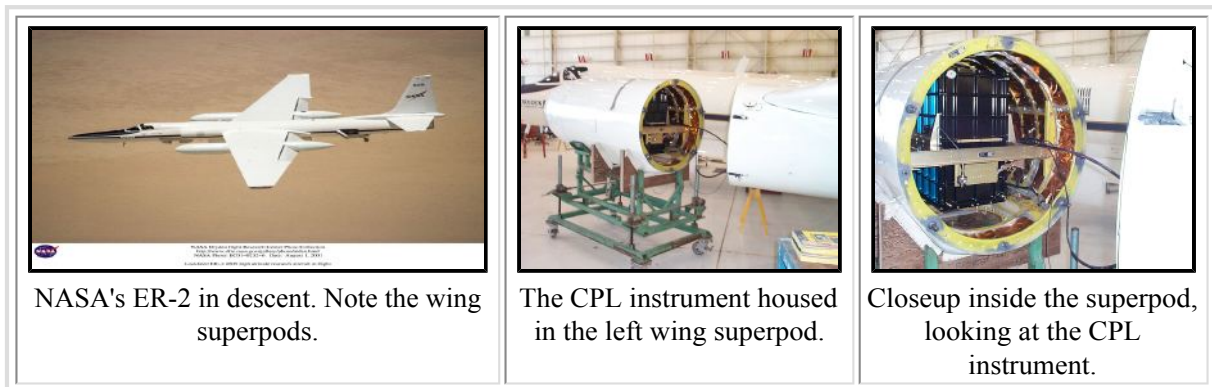 NASA's ER-2 in descent. Note the wing
superpods.
The CPL instrument housed
in the left wing superpod.
Closeup inside the superpod,
looking at the CPL
instrument.
NASA